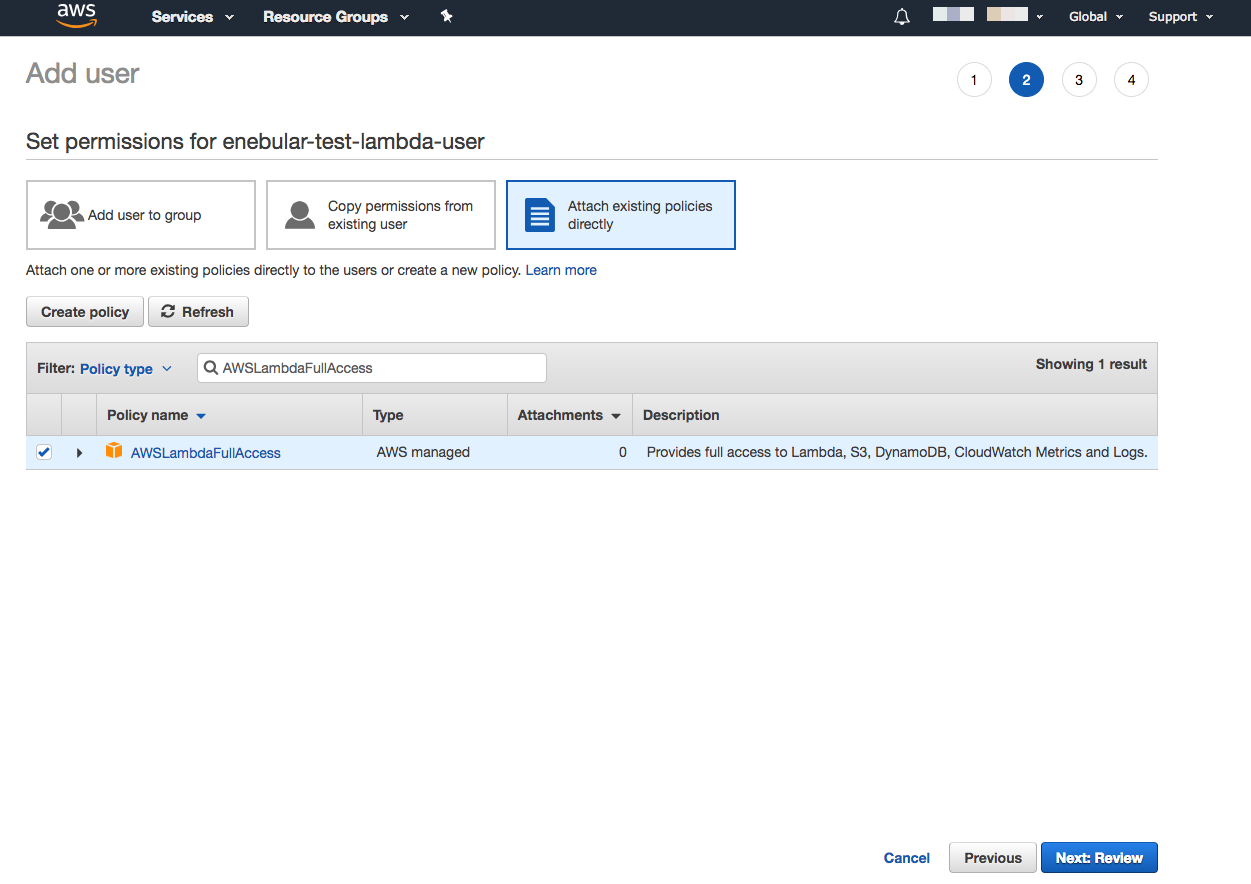 aws Services Resource Groups Global Support
Add user
1 2 3 4
Set permissions for enebular-test-lambda-user
Add user to group
Copy permissions from
existing user
Attach existing policies
directly
Attach one or more existing policies directly to the users or create a new policy. Learn more
Create policy Refresh
Filter: Policy type AWSLambdaFullAccess Showing 1 result
Policy name Type Attachments Description
AWSLambdaFullAccess AWS managed 0 Provides full access to Lambda, S3, DynamoDB, CloudWatch Metrics and Logs.
Cancel Previous Next: Review